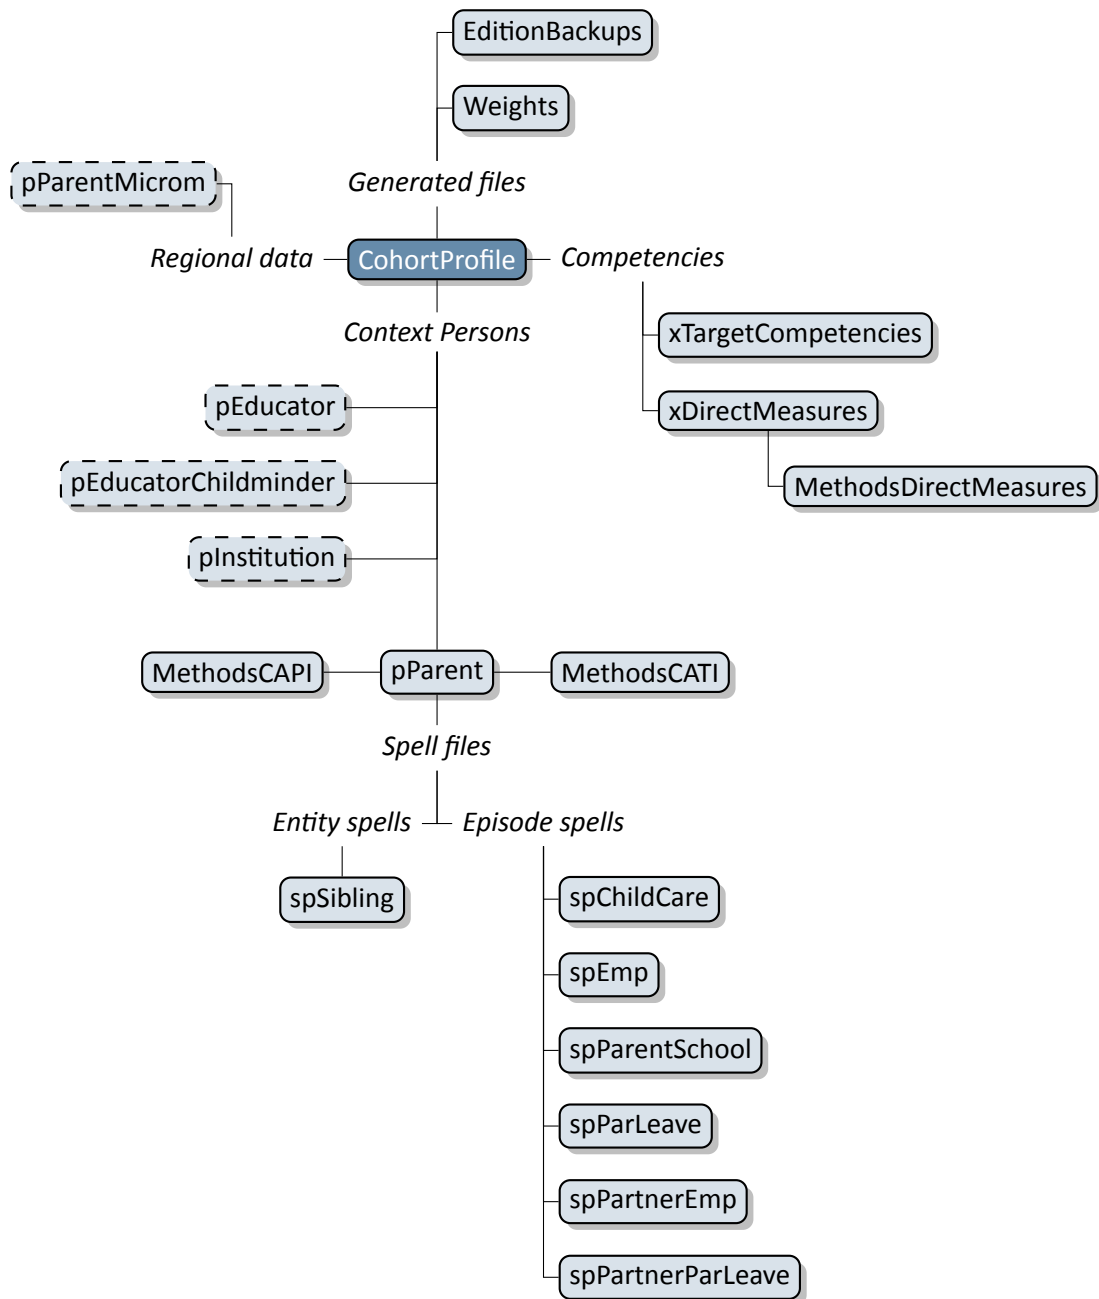 EditionBackups
Weights
pParentMicrom
Generated files
Regional data
CohortProfile
Competencies
Context Persons
xTargetCompetencies
pEducator
xDirectMeasures
pEducatorChildminder
MethodsDirectMeasures
pInstitution
MethodsCAPI
pParent
MethodsCATI
Spell files
Entity spells
Episode spells
spSibling
spChildCare
spEmp
spParentSchool
spParLeave
spPartnerEmp
spPartnerParLeave